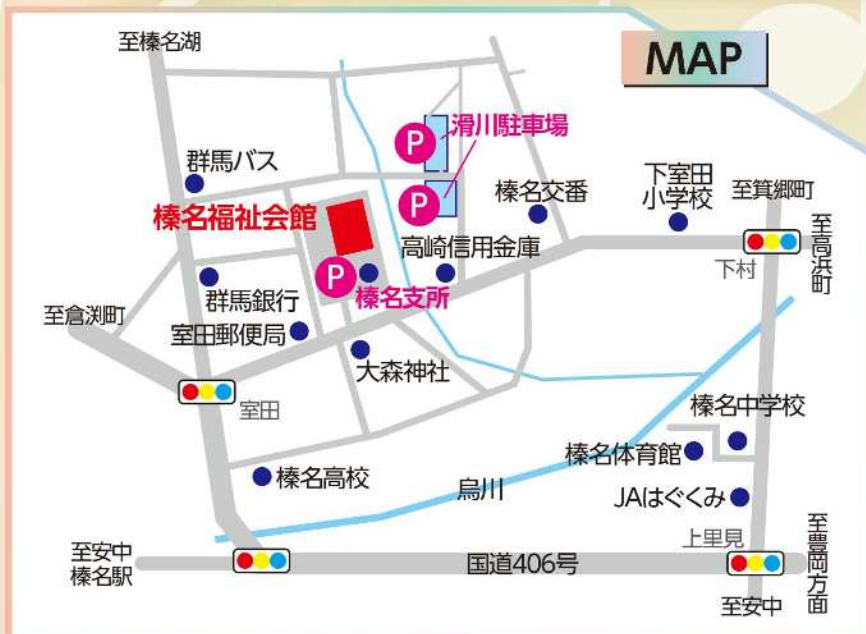 至榛名湖
MAP
滑川駐車場
P
群馬バス
下室田
小学校
榛名交番
至箕郷町
P
榛名福祉会館
至高浜町
高崎信用金庫
下村
P
榛名支所
群馬銀行
至倉渕町
室田郵便局
大森神社
室田
榛名中学校
榛名体育館
榛名高校
烏川
JAはぐくみ
上里見
至豊岡方面
至安中
榛名駅
国道406号
至安中